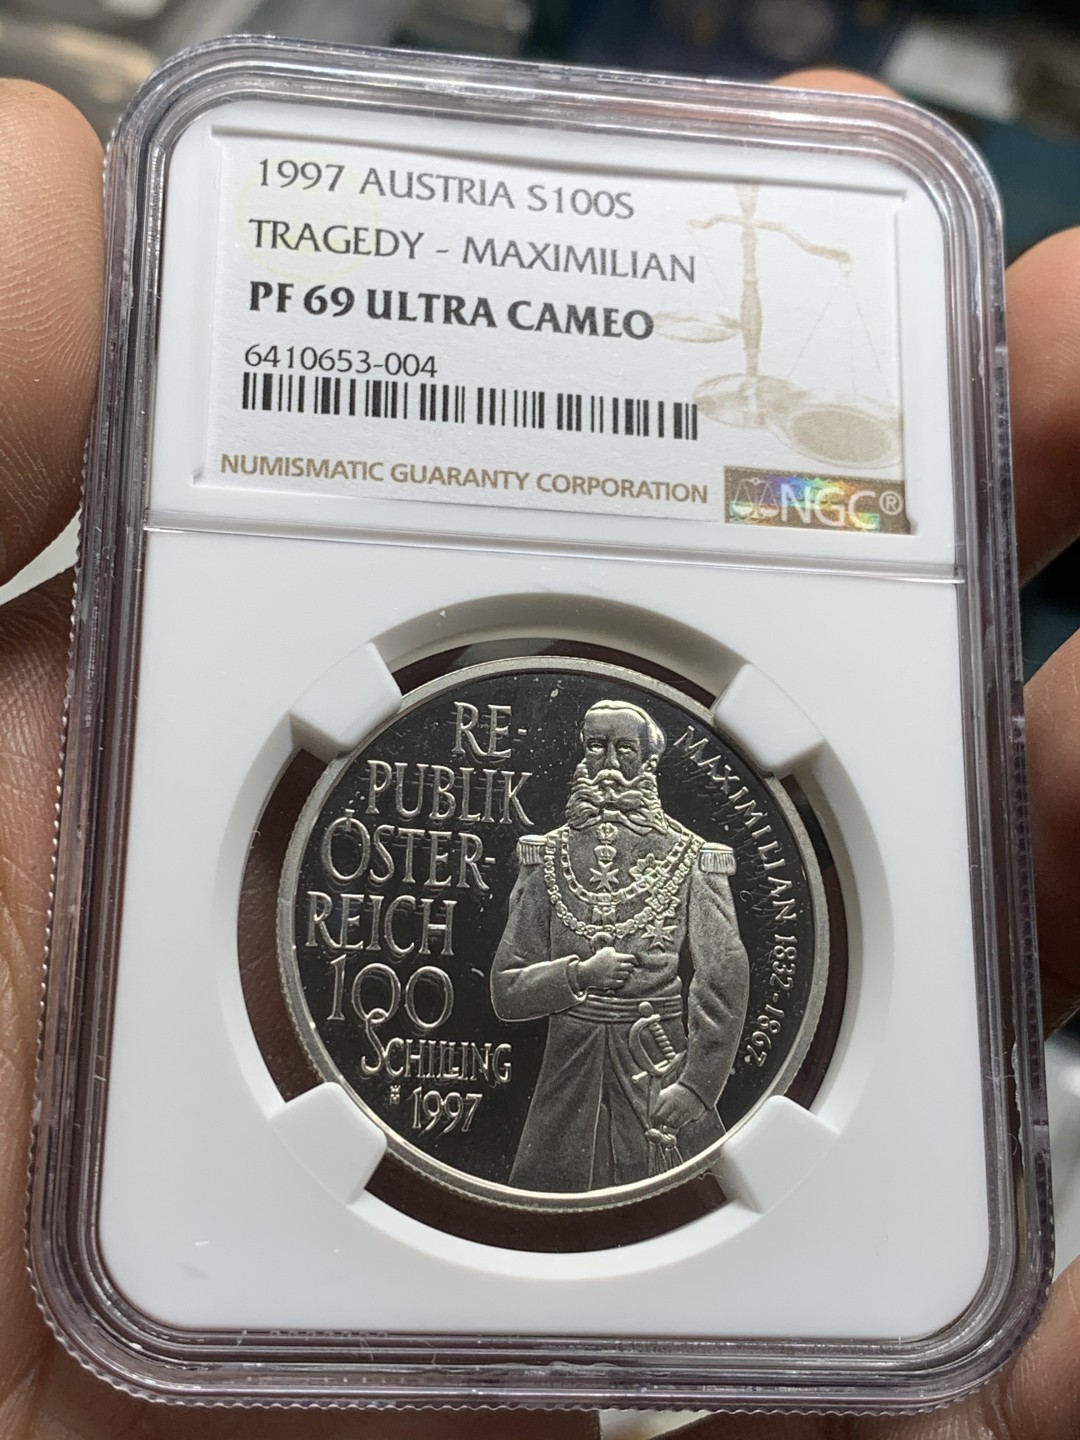 1997 AUSTRIA S100S
TRAGEDY - MAXIMILIAN
PF 69 ULTRA CAMEO
6410653-004
NUMISMATIC GUARANTY CORPORATION
NGC®
RE-
PUBLIK
ÖSTER-
REICH
100
SCHILLING
1997
MAXIMILIAN 1832-1867